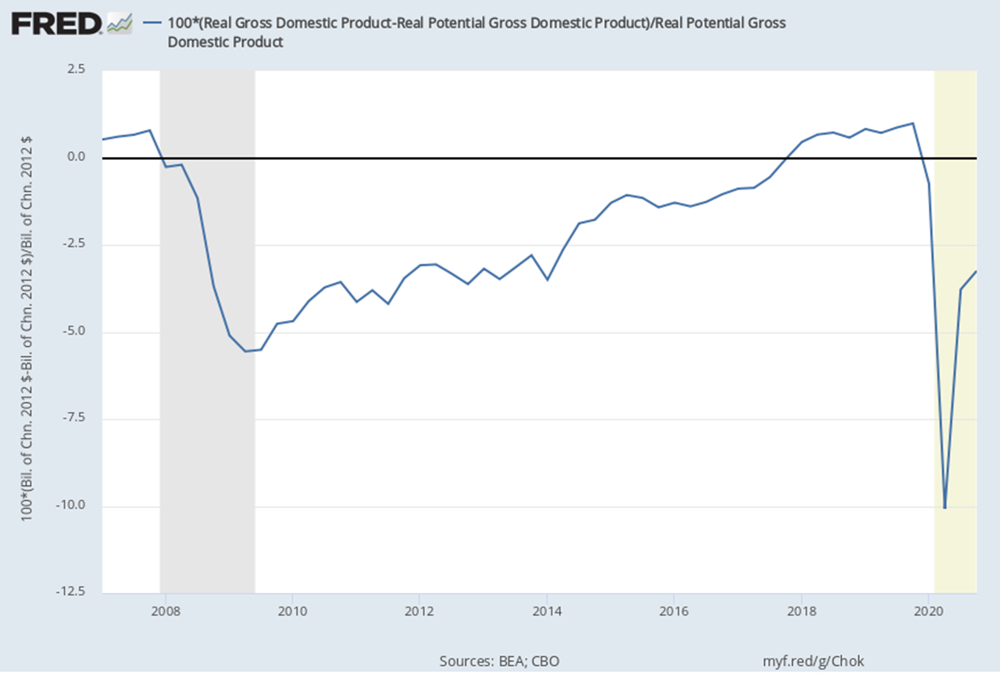 FRED
100*(Real Gross Domestic Product-Real Potential Gross Domestic Product)/Real Potential Gross
Domestic Product
100*(Bil. of Chn. 2012 $-Bil. of Chn. 2012 $)/Bil. of Chn. 2012 $
2.5
0.0
-2.5
-5.0
-7.5
-10.0
-12.5
2008 2010 2012 2014 2016 2018 2020
Sources: BEA; CBO myf.red/g/Chok